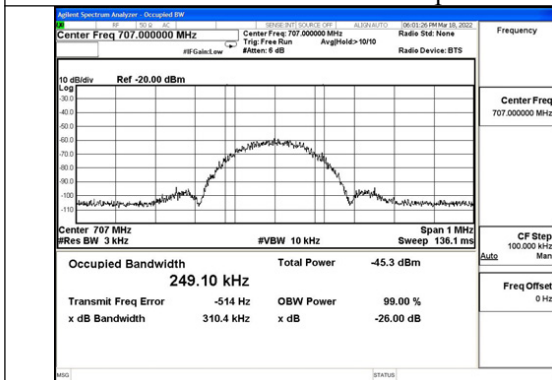 Agilent Spectrum Analyzer - Occupied BW
RF 50 Ω AC SENSE:INT SOURCE OFF ALIGN AUTO 06:01:26 PM Mar 18, 2022
Center Freq 707.000000 MHz
Center Freq: 707.000000 MHz
Radio Std: None
Trig: Free Run Avg|Hold:> 10/10
#IFGain:Low #Atten: 6 dB Radio Device: BTS
10 dB/div Ref -20.00 dBm
Log
-30.0
-40.0
-50.0
-60.0
-70.0
-80.0
-90.0
-100
-110
Center 707 MHz Span 1 MHz
#Res BW 3 kHz #VBW 10 kHz Sweep 136.1 ms
Occupied Bandwidth Total Power -45.3 dBm
249.10 kHz
Transmit Freq Error -514 Hz OBW Power 99.00 %
x dB Bandwidth 310.4 kHz x dB -26.00 dB
MSG STATUS
Frequency
Center Freq
707.000000 MHz
CF Step
100.000 kHz
Auto Man
Freq Offset
0 Hz